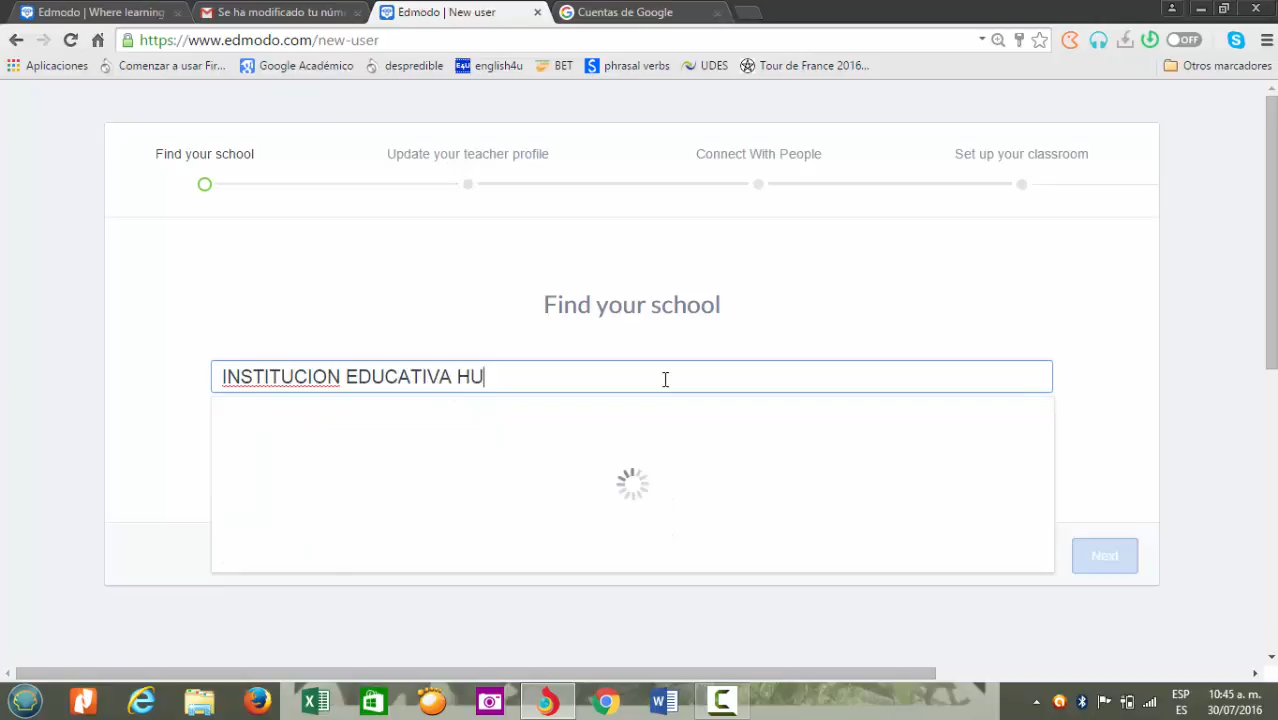 Edmodo | Where learning
Se ha modificado tu núm
Edmodo | New user
Cuentas de Google
https://www.edmodo.com/new-user
OFF
Aplicaciones
Comenzar a usar Fir...
Google Académico
despredible
E4U
english4u
BET
S
phrasal verbs
UDES
Tour de France 2016...
Otros marcadores
Find your school
Update your teacher profile
Connect With People
Set up your classroom
Find your school
INSTITUCION EDUCATIVA HU
Next
ESP
10:45 a. m.
ES
30/07/2016